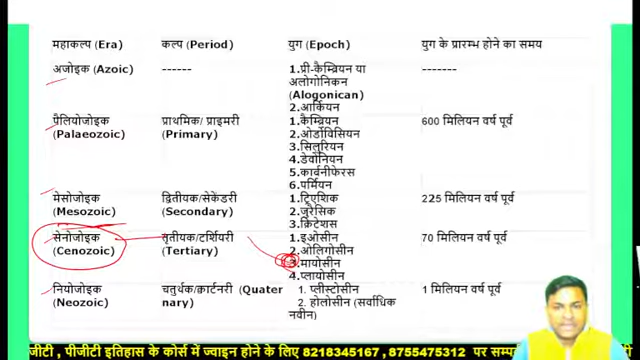 महाकल्प (Era) कल्प (Period) युग (Epoch) युग के प्रारम्भ होने का समय
अजोइक (Azoic) ------ 1.प्री-कैम्ब्रियन या -------
अलोगोनिकन
(Alogonican)
2.आर्कियन
पैलियोजोइक प्राथमिक/ प्राइमरी 1.कैम्ब्रियन 600 मिलियन वर्ष पूर्व
(Palaeozoic) (Primary) 2.ओर्डोविसियन
3.सिलुरियन
4.डेवोनियन
5.कार्बनीफेरस
6.पर्मियन
मेसोजोइक द्वितीयक/सेकेंडरी 1.ट्रिएशिक 225 मिलियन वर्ष पूर्व
(Mesozoic) (Secondary) 2.जुरैसिक
3.क्रिटेशस
सेनोजोइक तृतीयक/टर्शियरी 1.इओसीन 70 मिलियन वर्ष पूर्व
(Cenozoic) (Tertiary) 2.ओलिगोसीन
3.मायोसीन
4.प्लायोसीन
नियोजोइक चतुर्थक/क्वार्टनरी (Quater 1. प्लीस्टोसीन 1 मिलियन वर्ष पूर्व
(Neozoic) nary) 2. होलोसीन (सर्वाधिक
नवीन)
जीटी , पीजीटी इतिहास के कोर्स में ज्वाइन होने के लिए 8218345167 , 8755475312 पर सम्प